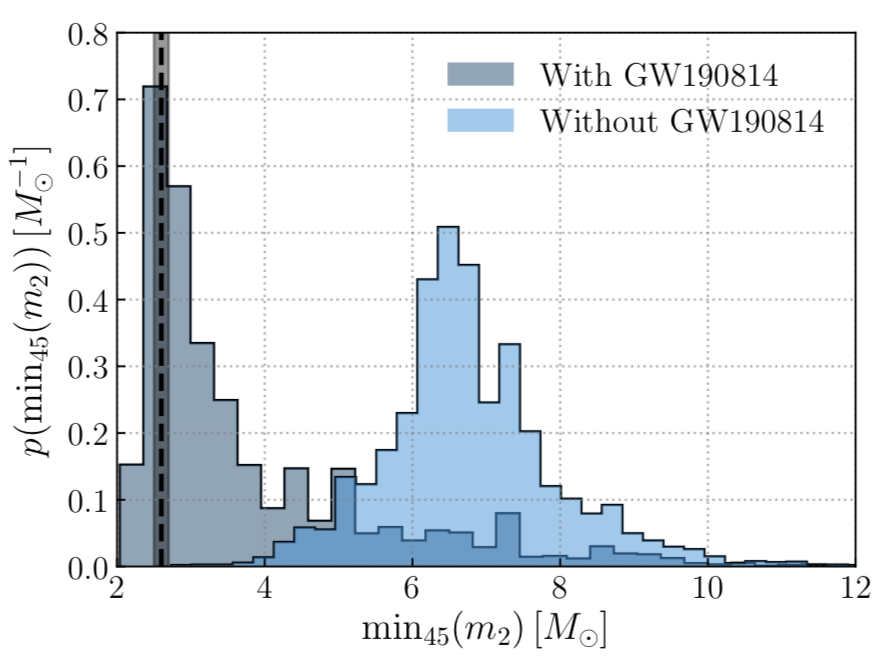 0.8
0.7
0.6
0.5
0.4
0.3
0.2
0.1
0.0
p(min₄₅(m₂))) [M⊙⁻¹]
With GW190814
Without GW190814
2 4 6 8 10 12
min₄₅(m₂) [M⊙]